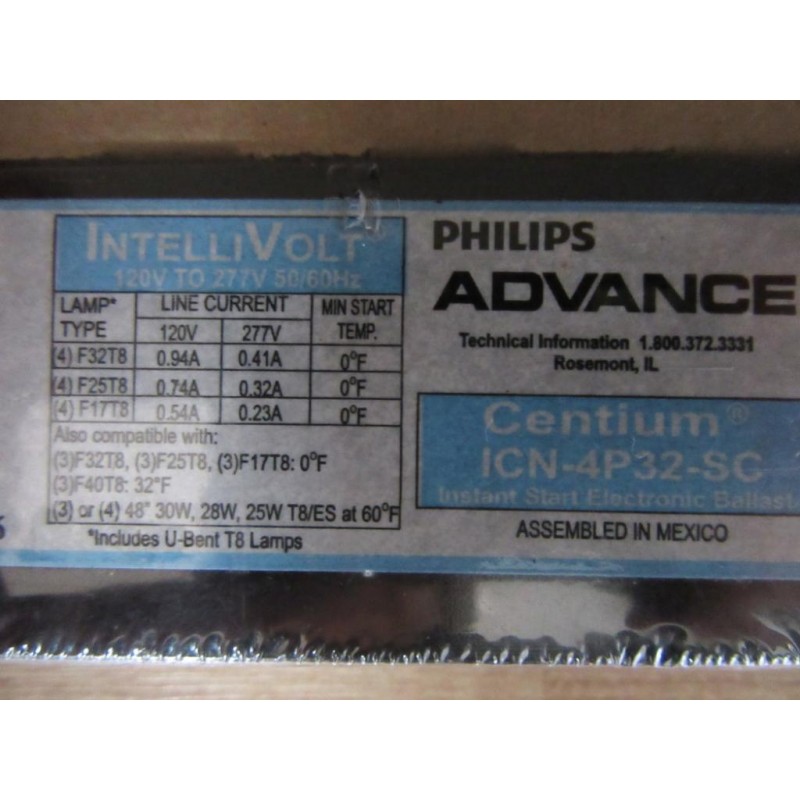 INTELLIVOLT
120V TO 277V 50/60Hz
LAMP* TYPE LINE CURRENT MIN START TEMP.
120V 277V
(4) F32T8 0.94A 0.41A 0°F
(4) F25T8 0.74A 0.32A 0°F
(4) F17T8 0.54A 0.23A 0°F
Also compatible with:
(3)F32T8, (3)F25T8, (3)F17T8: 0°F
(3)F40T8: 32°F
(3) or (4) 48" 30W, 28W, 25W T8/ES at 60°F
*Includes U-Bent T8 Lamps
PHILIPS
ADVANCE
Technical Information 1.800.372.3331
Rosemont, IL
Centium®
ICN-4P32-SC
Instant Start Electronic Ballast
ASSEMBLED IN MEXICO